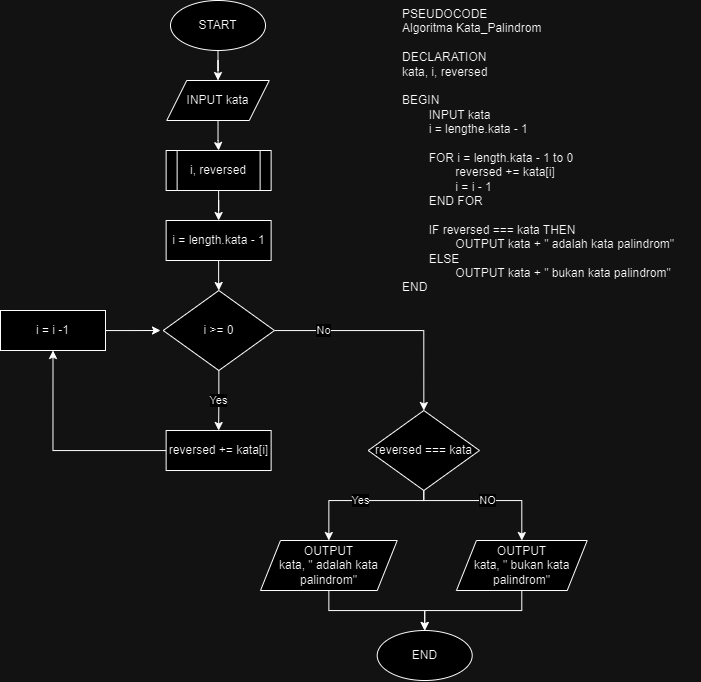 START
INPUT kata
i, reversed
i = length.kata - 1
i >= 0
i = i -1
No
Yes
reversed += kata[i]
reversed === kata
Yes
NO
OUTPUT
kata, " adalah kata
palindrom"
OUTPUT
kata, " bukan kata
palindrom"
END
PSEUDOCODE
Algoritma Kata_Palindrom
DECLARATION
kata, i, reversed
BEGIN
INPUT kata
i = lengthe.kata - 1
FOR i = length.kata - 1 to 0
reversed += kata[i]
i = i - 1
END FOR
IF reversed === kata THEN
OUTPUT kata + " adalah kata palindrom"
ELSE
OUTPUT kata + " bukan kata palindrom"
END